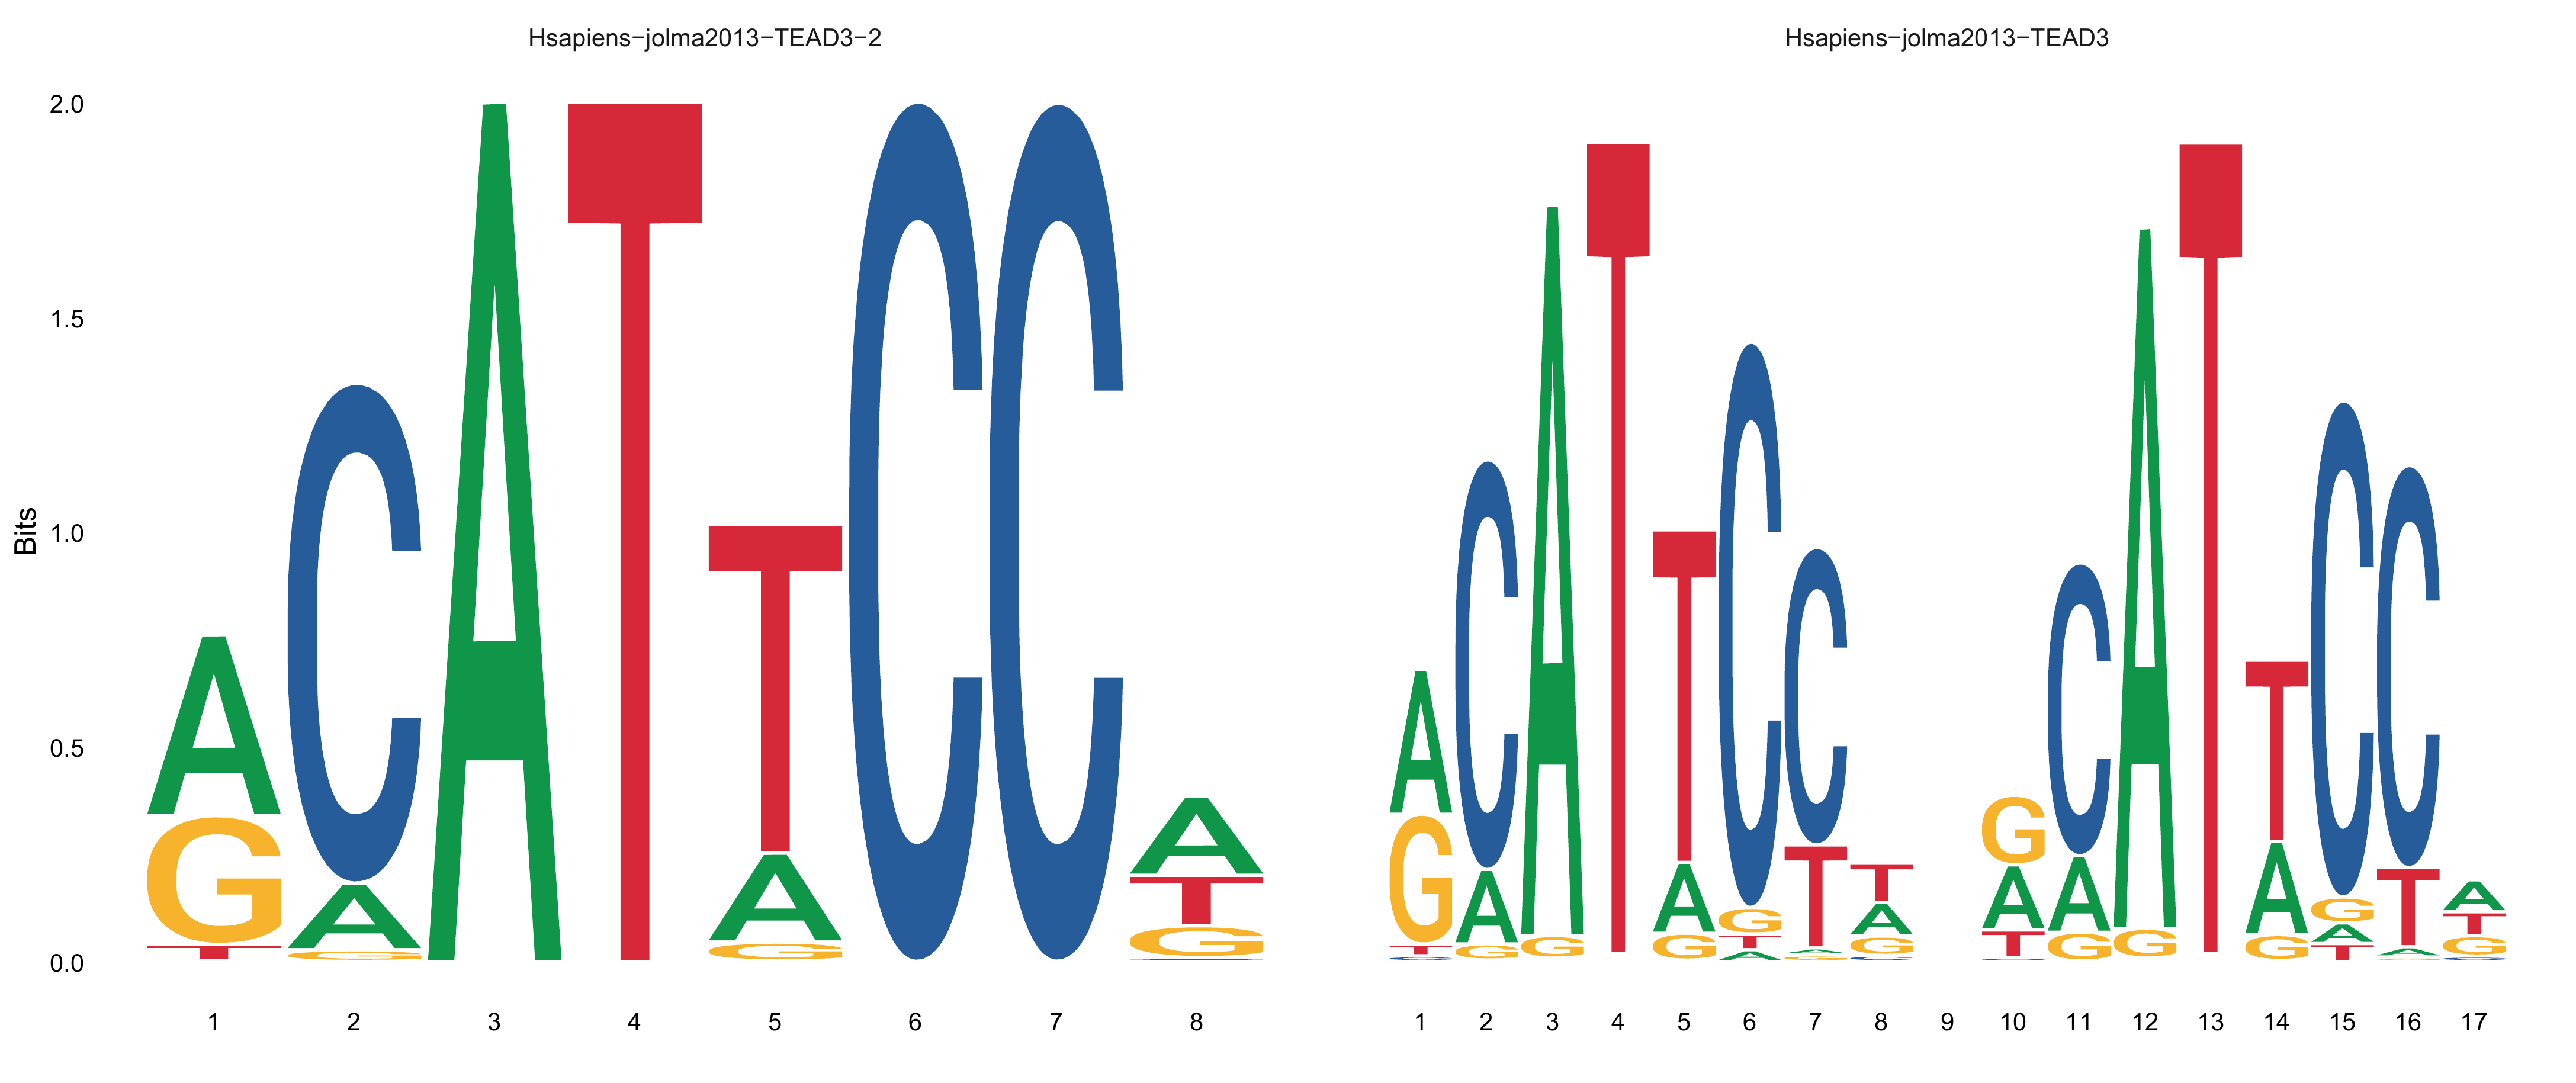 Hsapiens−jolma2013−TEAD3−2
Hsapiens−jolma2013−TEAD3
Bits
2.0
1.5
1.0
0.5
0.0
A G T
C A G
A
T
T A G
C
C
A T G
1 2 3 4 5 6 7 8
A G T C
C A G
A G
T
T A G
C G T A
C T A G
T A G C
G A T
C A G
A G
T
T A G
C G A T
C T A G
A T G C
1 2 3 4 5 6 7 8 9 10 11 12 13 14 15 16 17